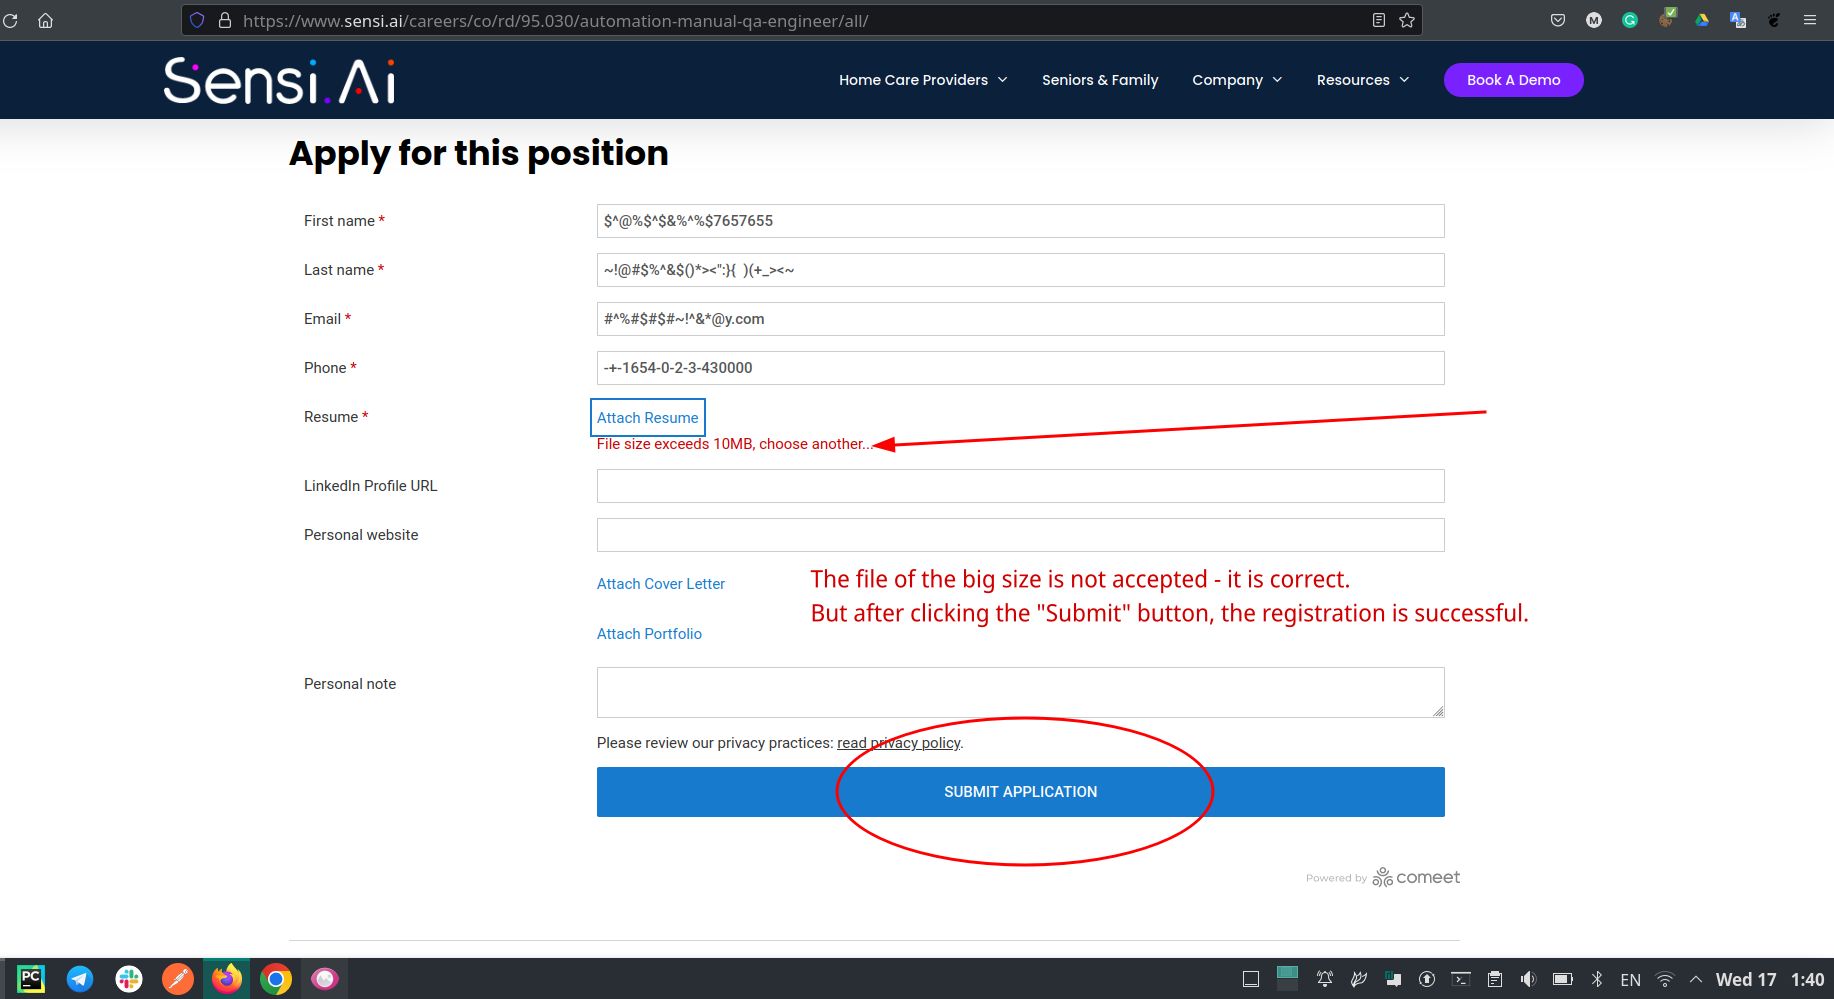 https://www.sensi.ai/careers/co/rd/95.030/automation-manual-qa-engineer/all/
Sensi.Ai
Home Care Providers
Seniors & Family
Company
Resources
Book A Demo
Apply for this position
First name *
$^@%$^$&%^%$7657655
Last name *
~!@#$%^&$()*><":}{ )(+_><~
Email *
#^%#$#$#~!^&*@y.com
Phone *
-+-1654-0-2-3-430000
Resume *
Attach Resume
File size exceeds 10MB, choose another...
LinkedIn Profile URL
Personal website
Attach Cover Letter
The file of the big size is not accepted - it is correct.
But after clicking the "Submit" button, the registration is successful.
Attach Portfolio
Personal note
Please review our privacy practices: read privacy policy.
SUBMIT APPLICATION
Powered by comeet
PC
EN
Wed 17 1:40